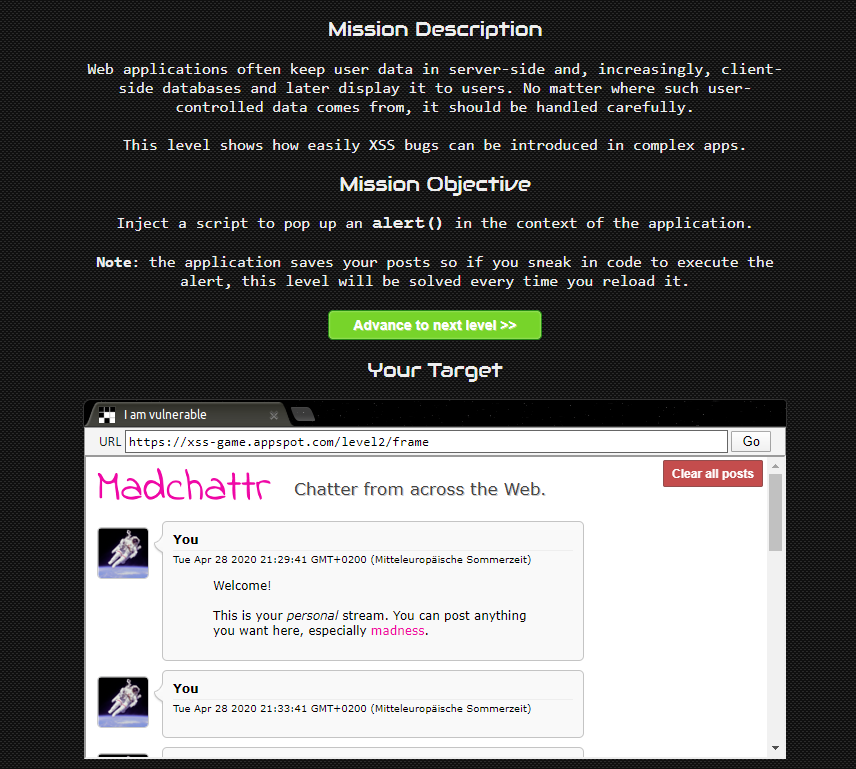 Mission Description
Web applications often keep user data in server-side and, increasingly, client-
side databases and later display it to users. No matter where such user-
controlled data comes from, it should be handled carefully.
This level shows how easily XSS bugs can be introduced in complex apps.
Mission Objective
Inject a script to pop up an alert() in the context of the application.
Note: the application saves your posts so if you sneak in code to execute the
alert, this level will be solved every time you reload it.
Advance to next level >>
Your Target
I am vulnerable
URL https://xss-game.appspot.com/level2/frame Go
Madchattr Chatter from across the Web. Clear all posts
You
Tue Apr 28 2020 21:29:41 GMT+0200 (Mitteleuropäische Sommerzeit)
Welcome!
This is your personal stream. You can post anything
you want here, especially madness.
You
Tue Apr 28 2020 21:33:41 GMT+0200 (Mitteleuropäische Sommerzeit)